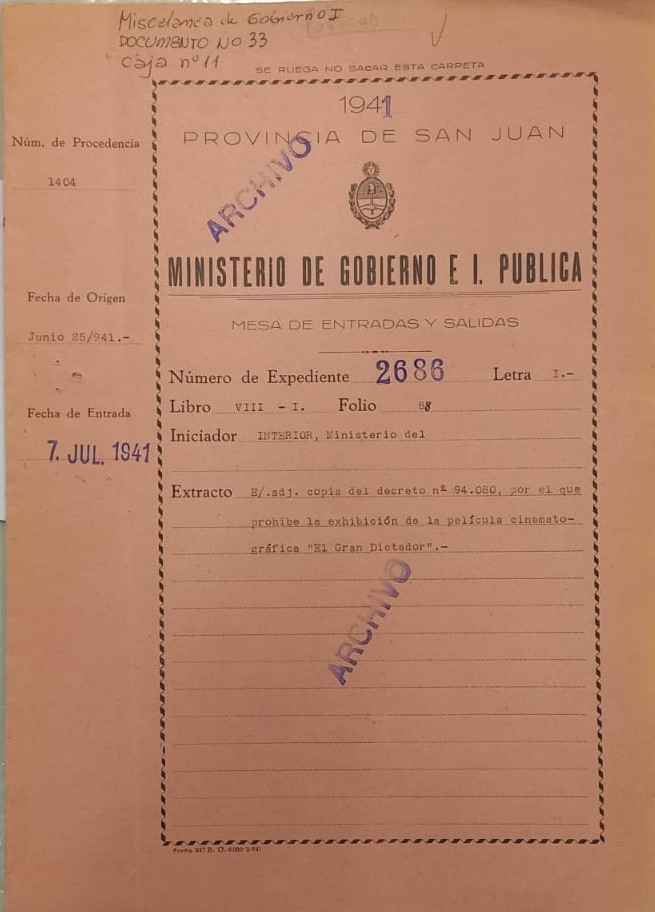 Miscelanea de Gobierno I
DOCUMENTO NO 33
Caja nº 11
SE RUEGA NO SACAR ESTA CARPETA
1941
PROVINCIA DE SAN JUAN
ARCHIVO
Núm. de Procedencia
1404
MINISTERIO DE GOBIERNO E I. PUBLICA
Fecha de Origen
Junio 25/941.-
MESA DE ENTRADAS Y SALIDAS
Número de Expediente 2686 Letra I.-
Libro VIII - I. Folio 88
Fecha de Entrada
7. JUL. 1941
Iniciador INTERIOR, Ministerio del
Extracto E/.adj. copia del decreto nº 94.080, por el que
prohibe la exhibición de la película cinemato-
gráfica "El Gran Dictador".-
ARCHIVO